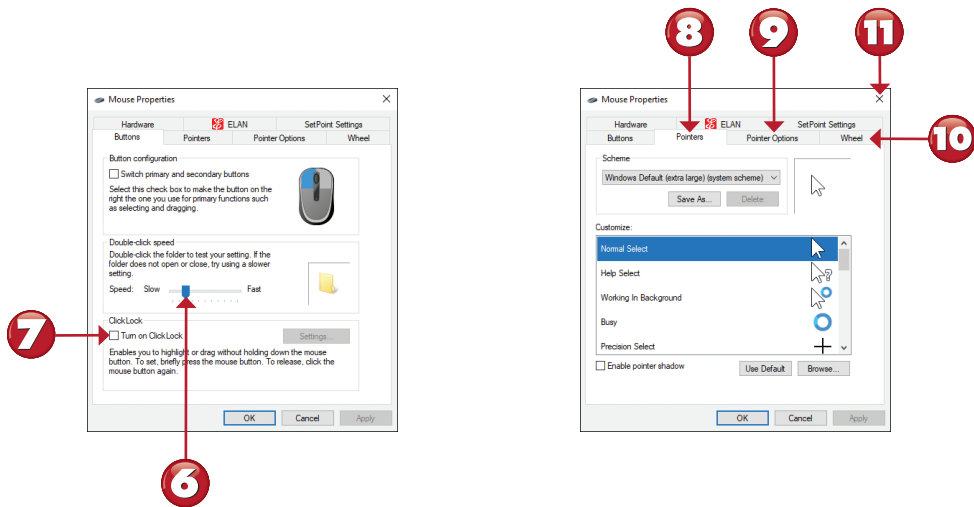 8
9
11
Mouse Properties
Hardware
ELAN
SetPoint Settings
Buttons
Pointers
Pointer Options
Wheel
Button configuration
Switch primary and secondary buttons
Select this check box to make the button on the
right the one you use for primary functions such
as selecting and dragging.
Double-click speed
Double-click the folder to test your setting. If the
folder does not open or close, try using a slower
setting.
Speed: Slow Fast
7
ClickLock
Turn on ClickLock
Settings...
Enables you to highlight or drag without holding down the mouse
button. To set, briefly press the mouse button. To release, click the
mouse button again.
OK Cancel Apply
6
Mouse Properties
Hardware
ELAN
SetPoint Settings
Buttons
Pointers
Pointer Options
Wheel
10
Scheme
Windows Default (extra large) (system scheme)
Save As... Delete
Customize:
Normal Select
Help Select
Working In Background
Busy
Precision Select
Enable pointer shadow
Use Default Browse...
OK Cancel Apply